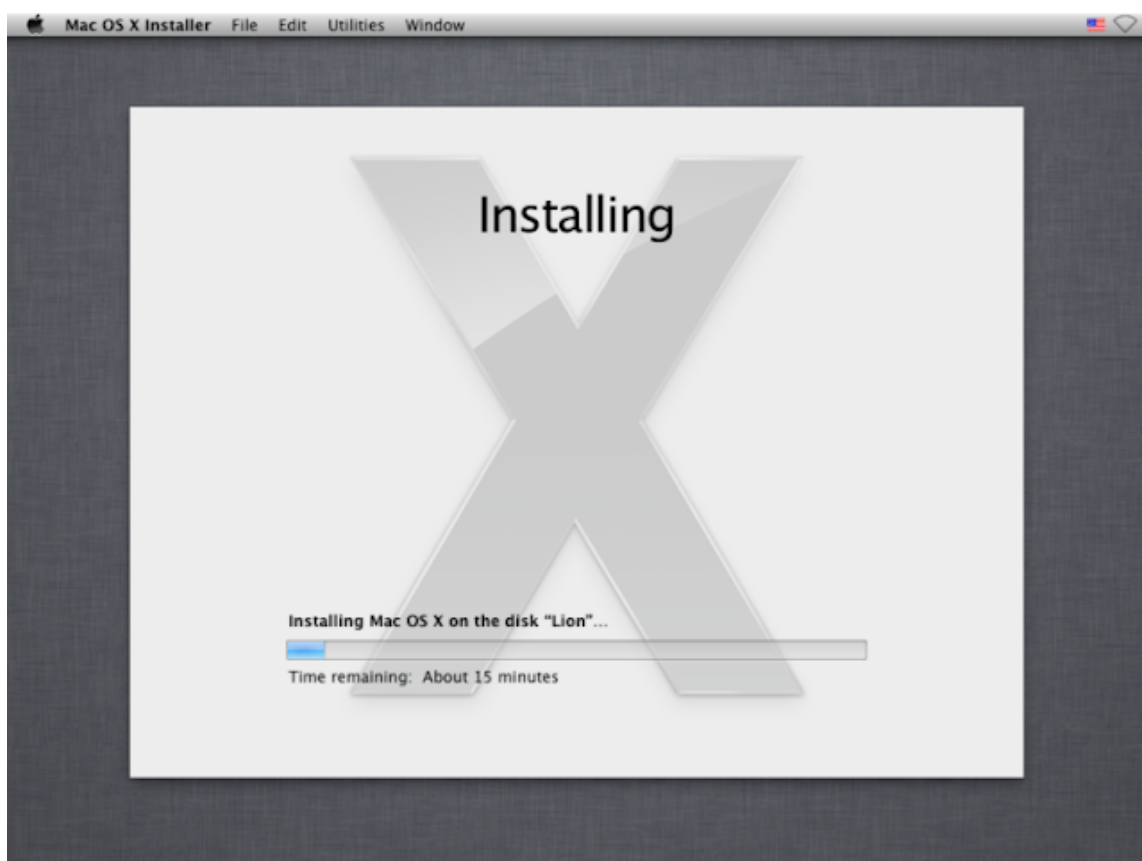 Mac OS X Installer File Edit Utilities Window
Installing
Installing Mac OS X on the disk “Lion”...
Time remaining: About 15 minutes